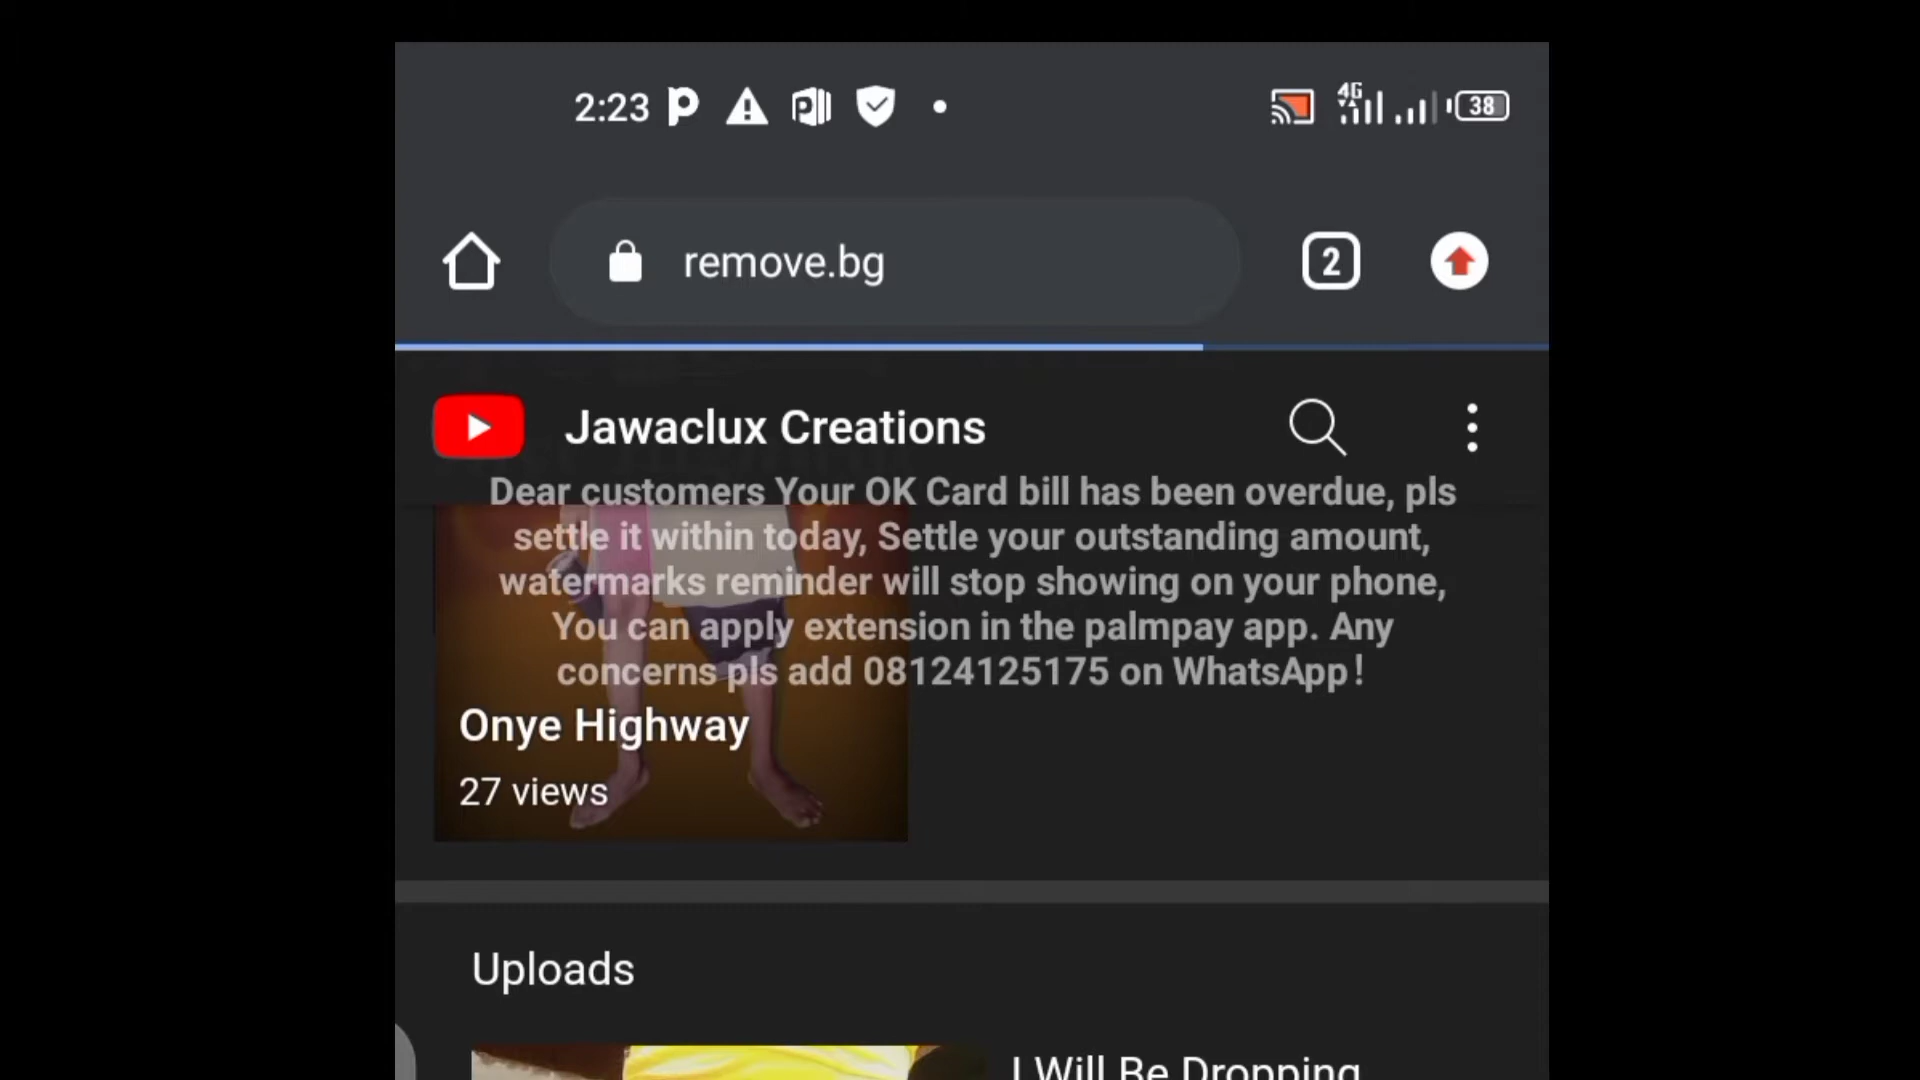 2:23
4G
38
remove.bg
2
Jawaclux Creations
Dear customers Your OK Card bill has been overdue, pls
settle it within today, Settle your outstanding amount,
watermarks reminder will stop showing on your phone,
You can apply extension in the palmpay app. Any
concerns pls add 08124125175 on WhatsApp!
Onye Highway
27 views
Uploads
I Will Be Dropping